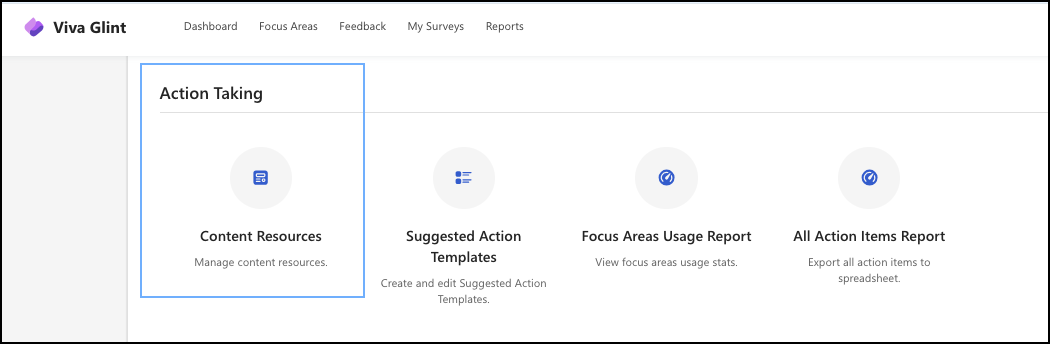 Viva Glint
Dashboard Focus Areas Feedback My Surveys Reports
Action Taking
Content Resources
Manage content resources.
Suggested Action
Templates
Create and edit Suggested Action
Templates.
Focus Areas Usage Report
View focus areas usage stats.
All Action Items Report
Export all action items to
spreadsheet.